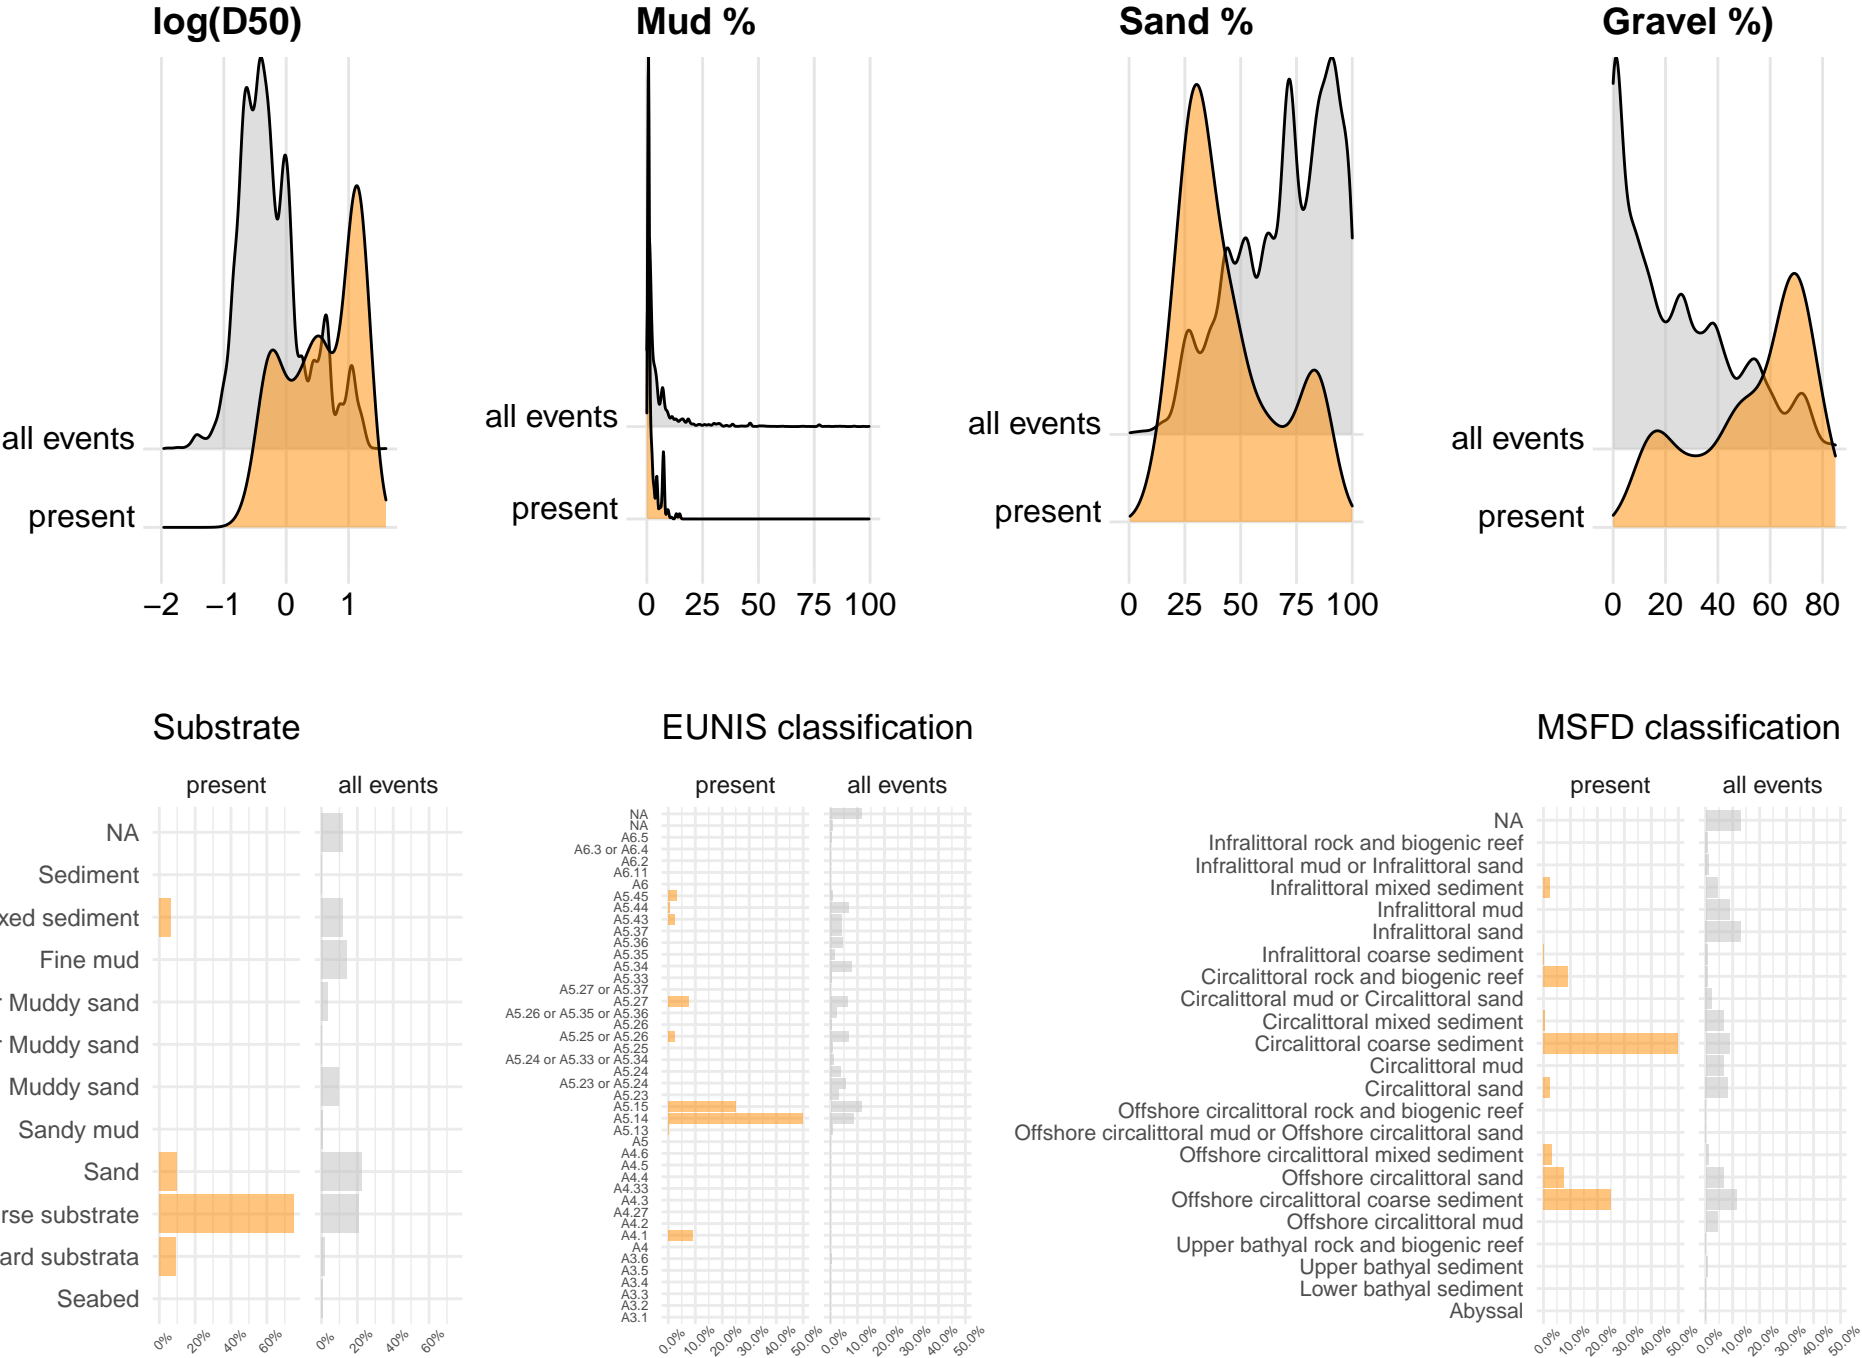 log(D50)
Mud %
Sand %
Gravel %)
all events
present
−2 −1 0 1
all events
present
0 25 50 75 100
all events
present
0 25 50 75 100
all events
present
0 20 40 60 80
Substrate
present all events
NA
Sediment
xed sediment
Fine mud
r Muddy sand
r Muddy sand
Muddy sand
Sandy mud
Sand
rse substrate
ard substrata
Seabed
0% 20% 40% 60% 0% 20% 40% 60%
EUNIS classification
present all events
NA
NA
A6.5
A6.3 or A6.4
A6.2
A6.11
A6
A5.45
A5.44
A5.43
A5.37
A5.36
A5.35
A5.34
A5.33
A5.27 or A5.37
A5.27
A5.26 or A5.35 or A5.36
A5.26
A5.25 or A5.26
A5.25
A5.24 or A5.33 or A5.34
A5.24
A5.23 or A5.24
A5.23
A5.15
A5.14
A5.13
A5
A4.6
A4.5
A4.4
A4.33
A4.3
A4.27
A4.2
A4.1
A4
A3.6
A3.5
A3.4
A3.3
A3.2
A3.1
0.0% 10.0% 20.0% 30.0% 40.0% 50.0% 0.0% 10.0% 20.0% 30.0% 40.0% 50.0%
MSFD classification
present all events
NA
Infralittoral rock and biogenic reef
Infralittoral mud or Infralittoral sand
Infralittoral mixed sediment
Infralittoral mud
Infralittoral sand
Infralittoral coarse sediment
Circalittoral rock and biogenic reef
Circalittoral mud or Circalittoral sand
Circalittoral mixed sediment
Circalittoral coarse sediment
Circalittoral mud
Circalittoral sand
Offshore circalittoral rock and biogenic reef
Offshore circalittoral mud or Offshore circalittoral sand
Offshore circalittoral mixed sediment
Offshore circalittoral sand
Offshore circalittoral coarse sediment
Offshore circalittoral mud
Upper bathyal rock and biogenic reef
Upper bathyal sediment
Lower bathyal sediment
Abyssal
0.0% 10.0% 20.0% 30.0% 40.0% 50.0% 0.0% 10.0% 20.0% 30.0% 40.0% 50.0%